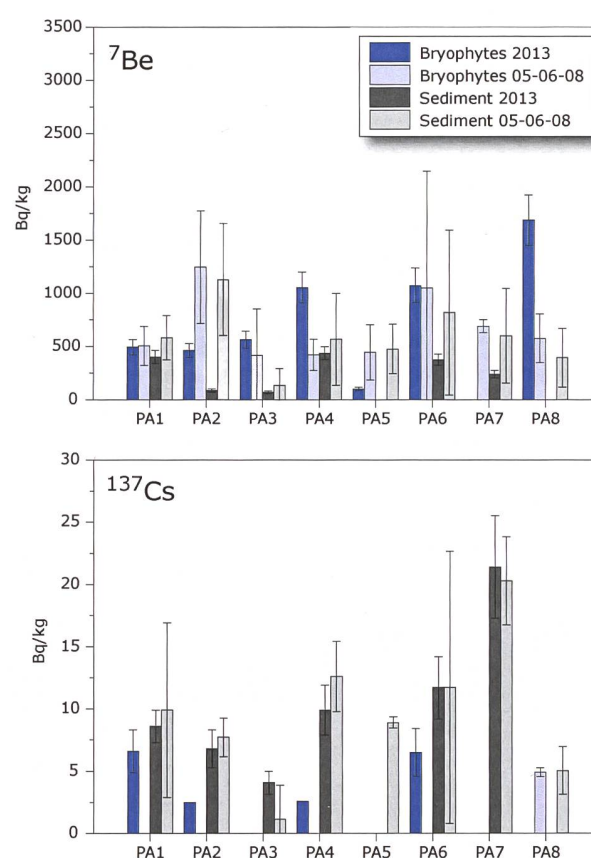 3500
3000
2500
2000
1500
1000
500
0
Bq/kg
7Be
Bryophytes 2013
Bryophytes 05-06-08
Sediment 2013
Sediment 05-06-08
PA1 PA2 PA3 PA4 PA5 PA6 PA7 PA8
30
25
20
15
10
5
0
Bq/kg
137Cs
PA1 PA2 PA3 PA4 PA5 PA6 PA7 PA8